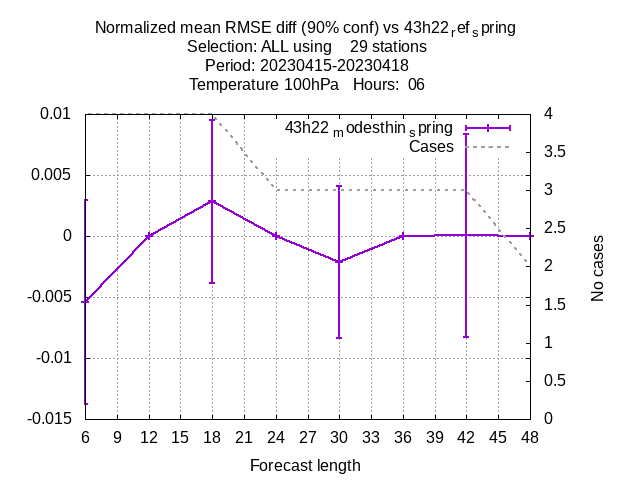 Normalized mean RMSE diff (90% conf) vs 43h22refspring
Selection: ALL using 29 stations
Period: 20230415-20230418
Temperature 100hPa Hours: 06
0.01
0.005
0
-0.005
-0.01
-0.015
43h22modesthinspring
Cases
4
3.5
3
2.5
2
1.5
1
0.5
0
No cases
6 9 12 15 18 21 24 27 30 33 36 39 42 45 48
Forecast length